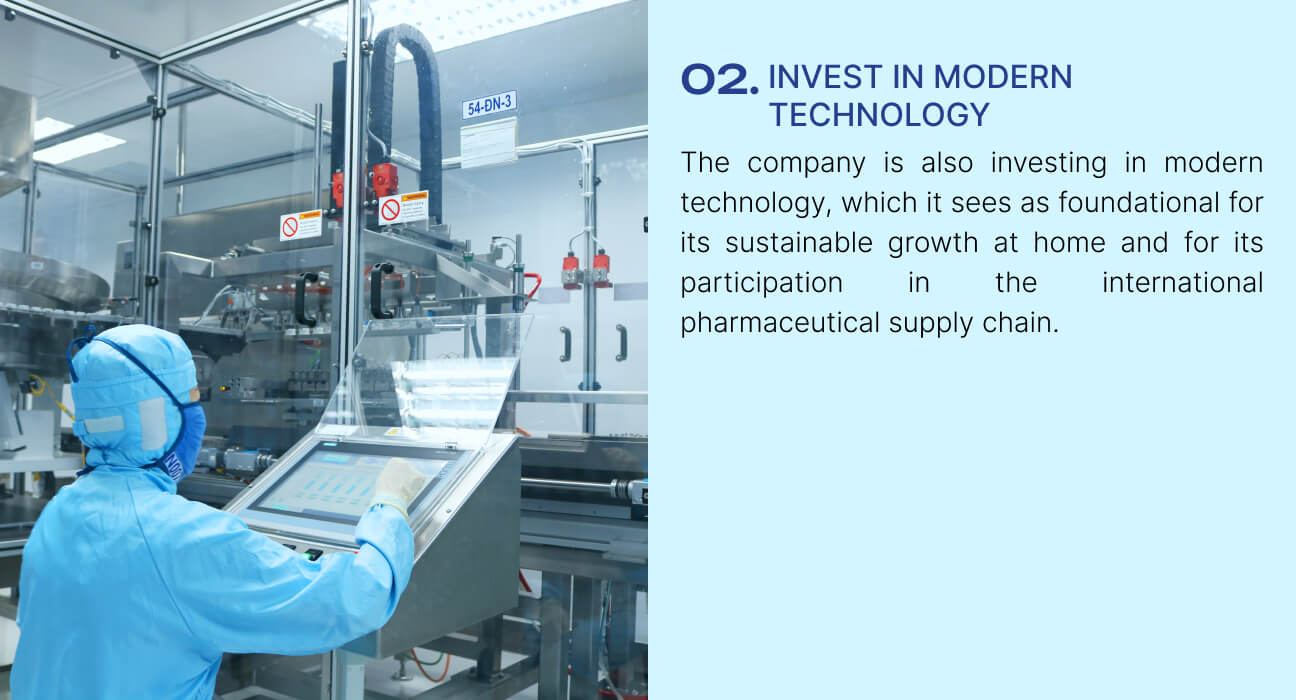 54-ĐN-3
02. INVEST IN MODERN
TECHNOLOGY
The company is also investing in modern
technology, which it sees as foundational for
its sustainable growth at home and for its
participation in the international
pharmaceutical supply chain.